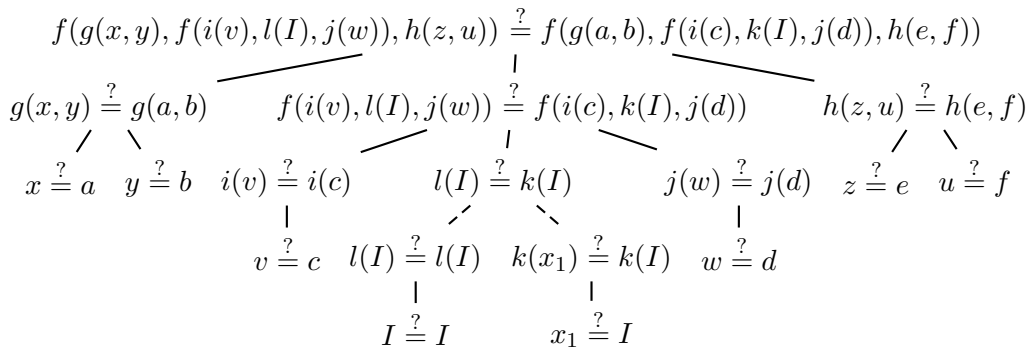 f(g(x, y), f(i(v), l(I), j(w)), h(z, u)) ≟ f(g(a, b), f(i(c), k(I), j(d)), h(e, f))
g(x, y) ≟ g(a, b) f(i(v), l(I), j(w)) ≟ f(i(c), k(I), j(d)) h(z, u) ≟ h(e, f)
x ≟ a y ≟ b i(v) ≟ i(c) l(I) ≟ k(I) j(w) ≟ j(d) z ≟ e u ≟ f
v ≟ c l(I) ≟ l(I) k(x₁) ≟ k(I) w ≟ d
I ≟ I x₁ ≟ I